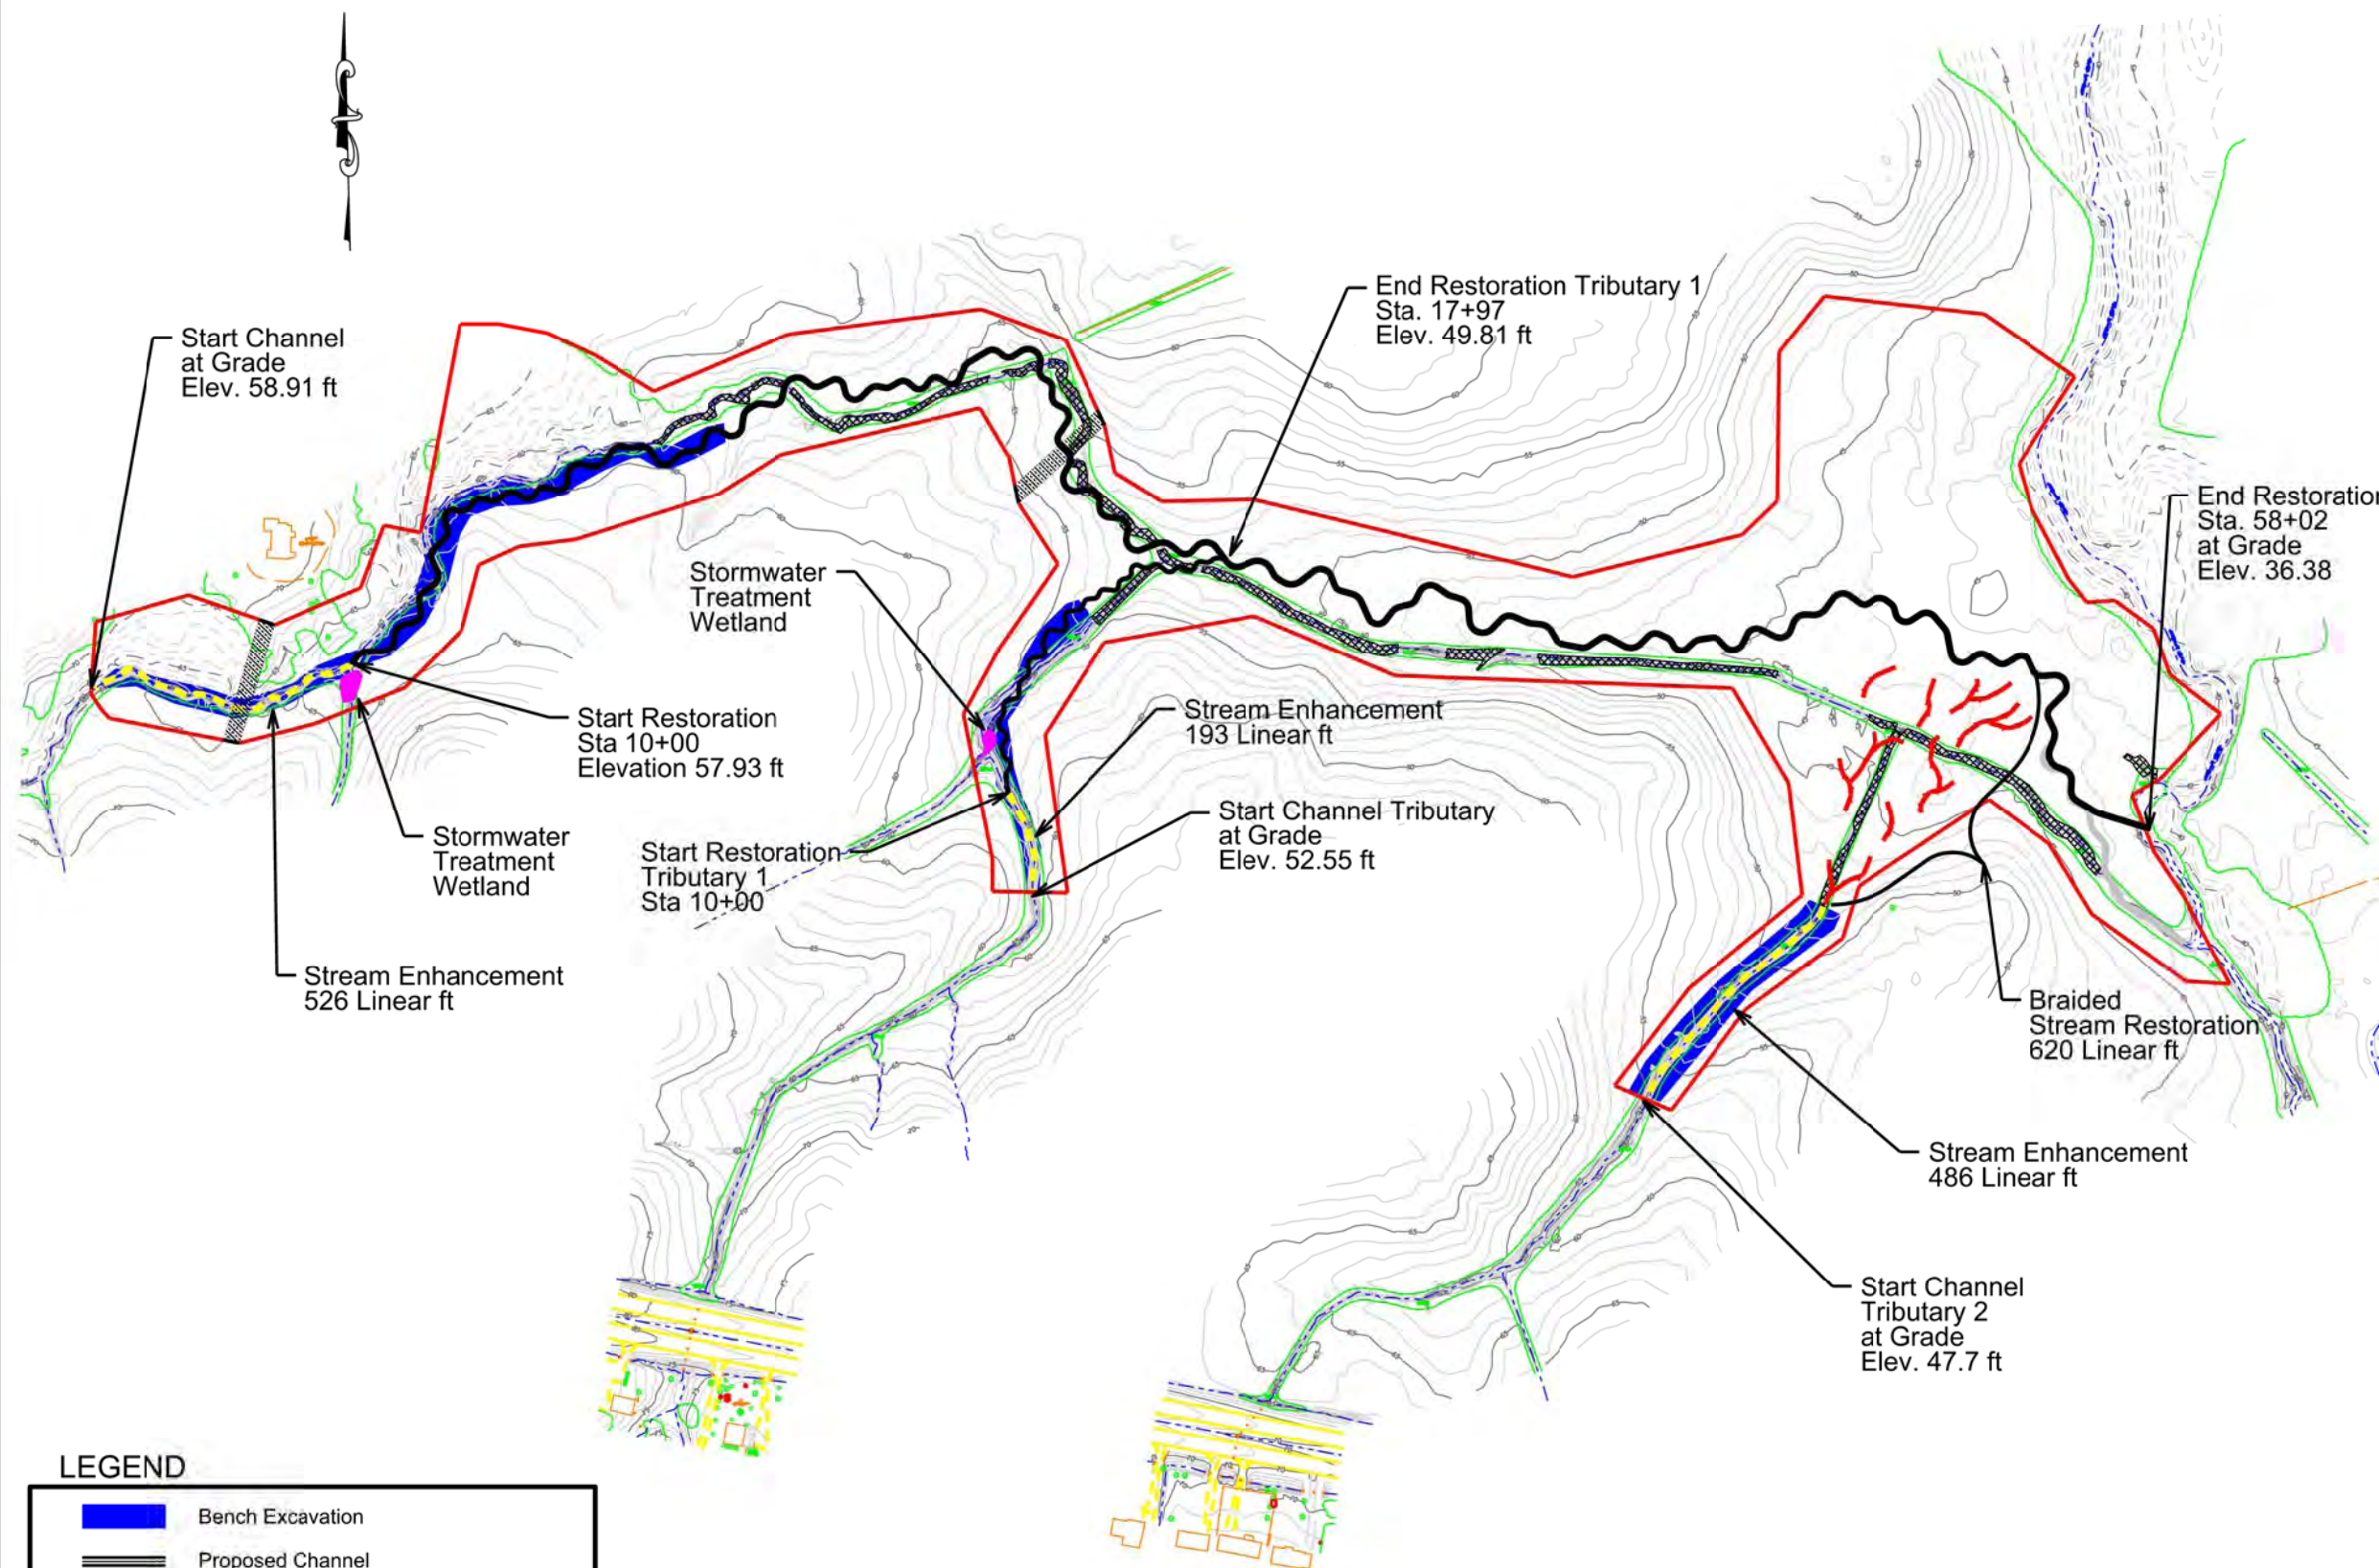 Start Channel
at Grade
Elev. 58.91 ft
End Restoration Tributary 1
Sta. 17+97
Elev. 49.81 ft
End Restoration
Sta. 58+02
at Grade
Elev. 36.38
Stormwater
Treatment
Wetland
Start Restoration
Sta 10+00
Elevation 57.93 ft
Stream Enhancement
193 Linear ft
Start Channel Tributary
at Grade
Elev. 52.55 ft
Stormwater
Treatment
Wetland
Start Restoration
Tributary 1
Sta 10+00
Stream Enhancement
526 Linear ft
Braided
Stream Restoration
620 Linear ft
Stream Enhancement
486 Linear ft
Start Channel
Tributary 2
at Grade
Elev. 47.7 ft
LEGEND
Bench Excavation
Proposed Channel